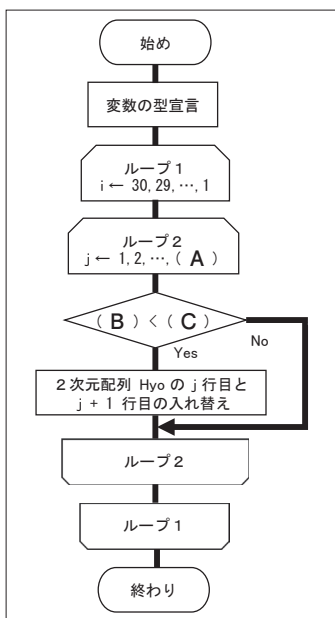 始め
変数の型宣言
ループ1
i ← 30, 29, …, 1
ループ2
j ← 1, 2, …, ( A )
( B ) < ( C )
No
Yes
2次元配列 Hyo の j 行目と
j + 1 行目の入れ替え
ループ2
ループ1
終わり